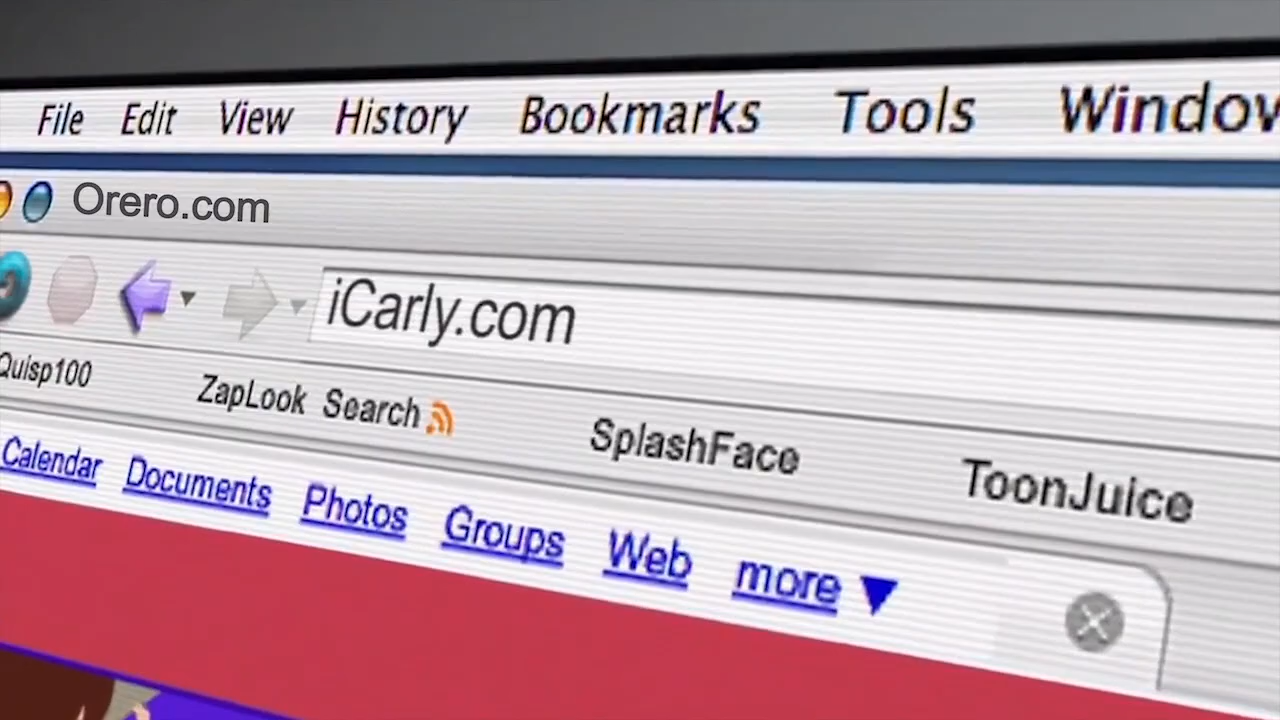 File Edit View History Bookmarks Tools Window
Orero.com
iCarly.com
Quisp100 ZapLook Search SplashFace ToonJuice
Calendar Documents Photos Groups Web more